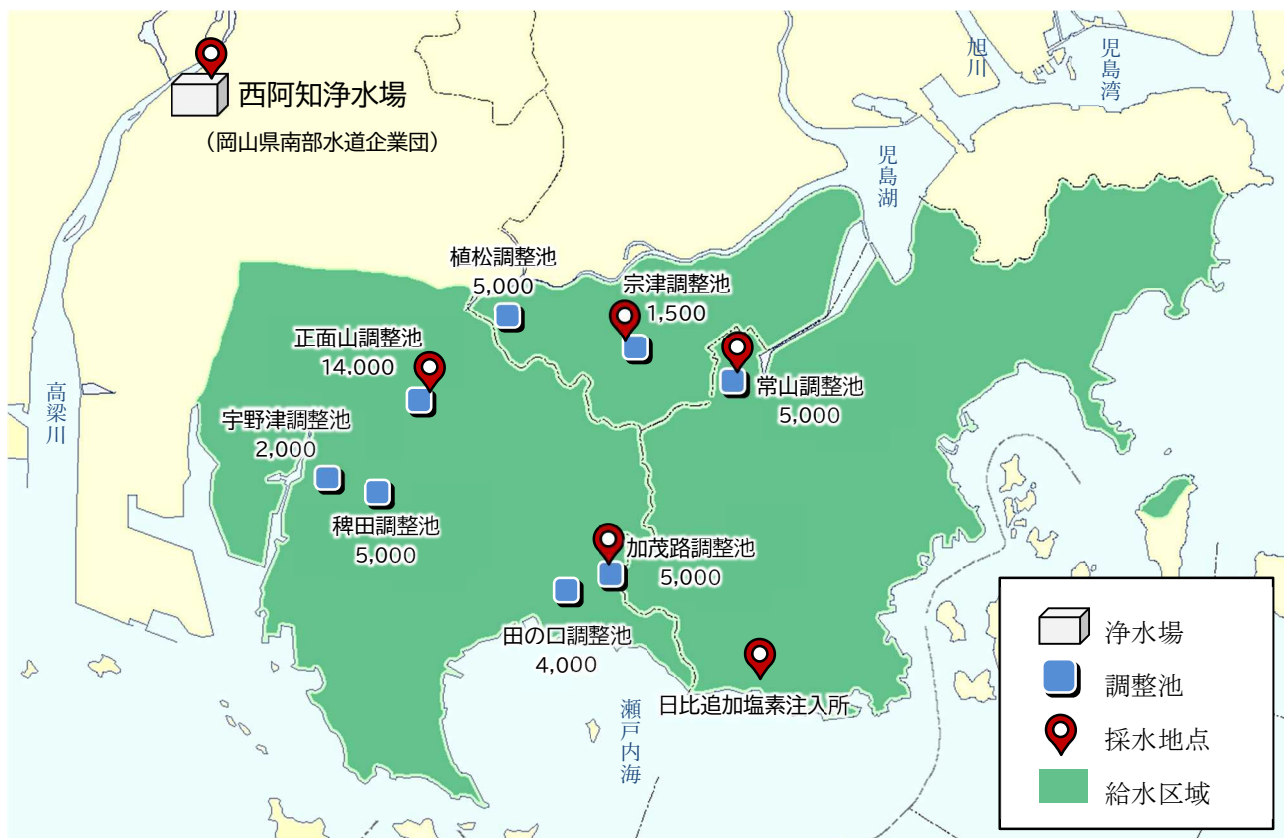 西阿知浄水場
（岡山県南部水道企業団）
旭川
児島湾
児島湖
植松調整池
5,000
宗津調整池
1,500
正面山調整池
14,000
常山調整池
5,000
高梁川
宇野津調整池
2,000
稗田調整池
5,000
加茂路調整池
5,000
田の口調整池
4,000
日比追加塩素注入所
瀬戸内海
浄水場
調整池
採水地点
給水区域